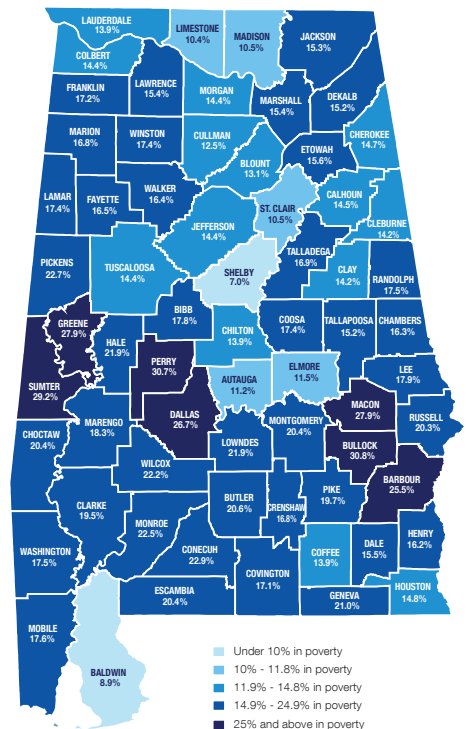 LAUDERDALE
13.9%
LIMESTONE
10.4%
MADISON
10.5%
JACKSON
15.3%
COLBERT
14.4%
FRANKLIN
17.2%
LAWRENCE
15.4%
MORGAN
14.4%
MARSHALL
15.4%
DEKALB
15.2%
MARION
16.8%
WINSTON
17.4%
CULLMAN
12.5%
CHEROKEE
14.7%
ETOWAH
15.6%
BLOUNT
13.1%
LAMAR
17.4%
FAYETTE
16.5%
WALKER
16.4%
JEFFERSON
14.4%
ST. CLAIR
10.5%
CALHOUN
14.5%
CLEBURNE
14.2%
PICKENS
22.7%
TUSCALOOSA
14.4%
SHELBY
7.0%
TALLADEGA
16.9%
CLAY
14.2%
RANDOLPH
17.5%
GREENE
27.9%
HALE
21.9%
BIBB
17.8%
CHILTON
13.9%
COOSA
17.4%
TALLAPOOSA
15.2%
CHAMBERS
16.3%
SUMTER
29.2%
PERRY
30.7%
AUTAUGA
11.2%
ELMORE
11.5%
LEE
17.9%
MACON
27.9%
RUSSELL
20.3%
CHOCTAW
20.4%
MARENGO
18.3%
DALLAS
26.7%
LOWNDES
21.9%
MONTGOMERY
20.4%
BULLOCK
30.8%
BARBOUR
25.5%
WILCOX
22.2%
CLARKE
19.5%
MONROE
22.5%
BUTLER
20.6%
CRENSHAW
16.8%
PIKE
19.7%
WASHINGTON
17.5%
CONECUH
22.9%
COVINGTON
17.1%
COFFEE
13.9%
DALE
15.5%
HENRY
16.2%
ESCAMBIA
20.4%
GENEVA
21.0%
HOUSTON
14.8%
MOBILE
17.6%
BALDWIN
8.9%
Under 10% in poverty
10% - 11.8% in poverty
11.9% - 14.8% in poverty
14.9% - 24.9% in poverty
25% and above in poverty